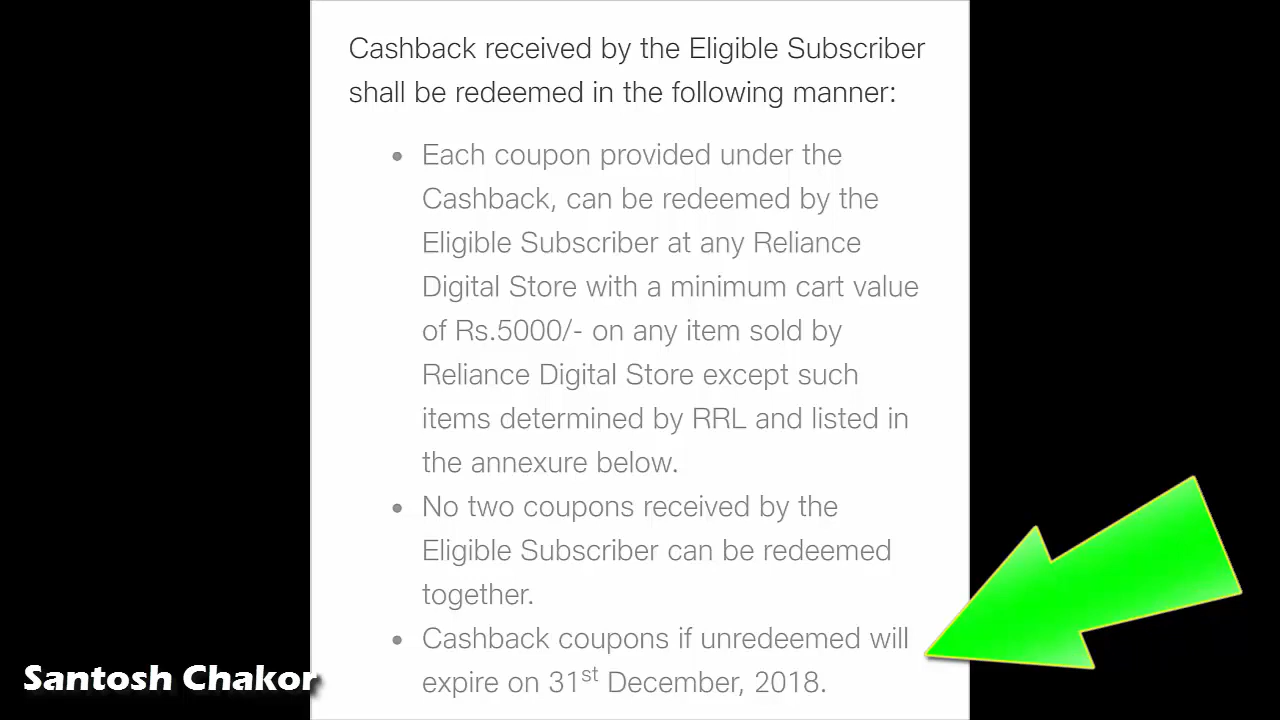 Cashback received by the Eligible Subscriber
shall be redeemed in the following manner:
• Each coupon provided under the
Cashback, can be redeemed by the
Eligible Subscriber at any Reliance
Digital Store with a minimum cart value
of Rs.5000/- on any item sold by
Reliance Digital Store except such
items determined by RRL and listed in
the annexure below.
• No two coupons received by the
Eligible Subscriber can be redeemed
together.
• Cashback coupons if unredeemed will
expire on 31st December, 2018.
Santosh Chakor